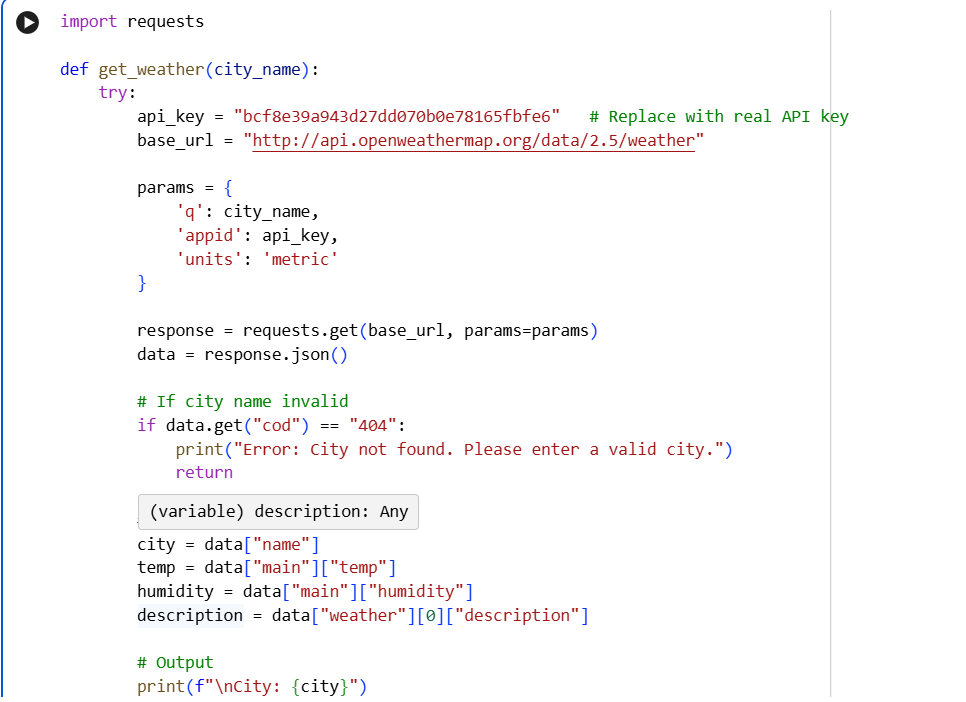 import requests
def get_weather(city_name):
try:
api_key = "bcf8e39a943d27dd070b0e78165fbfe6"   # Replace with real API key
base_url = "http://api.openweathermap.org/data/2.5/weather"
params = {
'q': city_name,
'appid': api_key,
'units': 'metric'
}
response = requests.get(base_url, params=params)
data = response.json()
# If city name invalid
if data.get("cod") == "404":
print("Error: City not found. Please enter a valid city.")
return
(variable) description: Any
city = data["name"]
temp = data["main"]["temp"]
humidity = data["main"]["humidity"]
description = data["weather"][0]["description"]
# Output
print(f"\nCity: {city}")